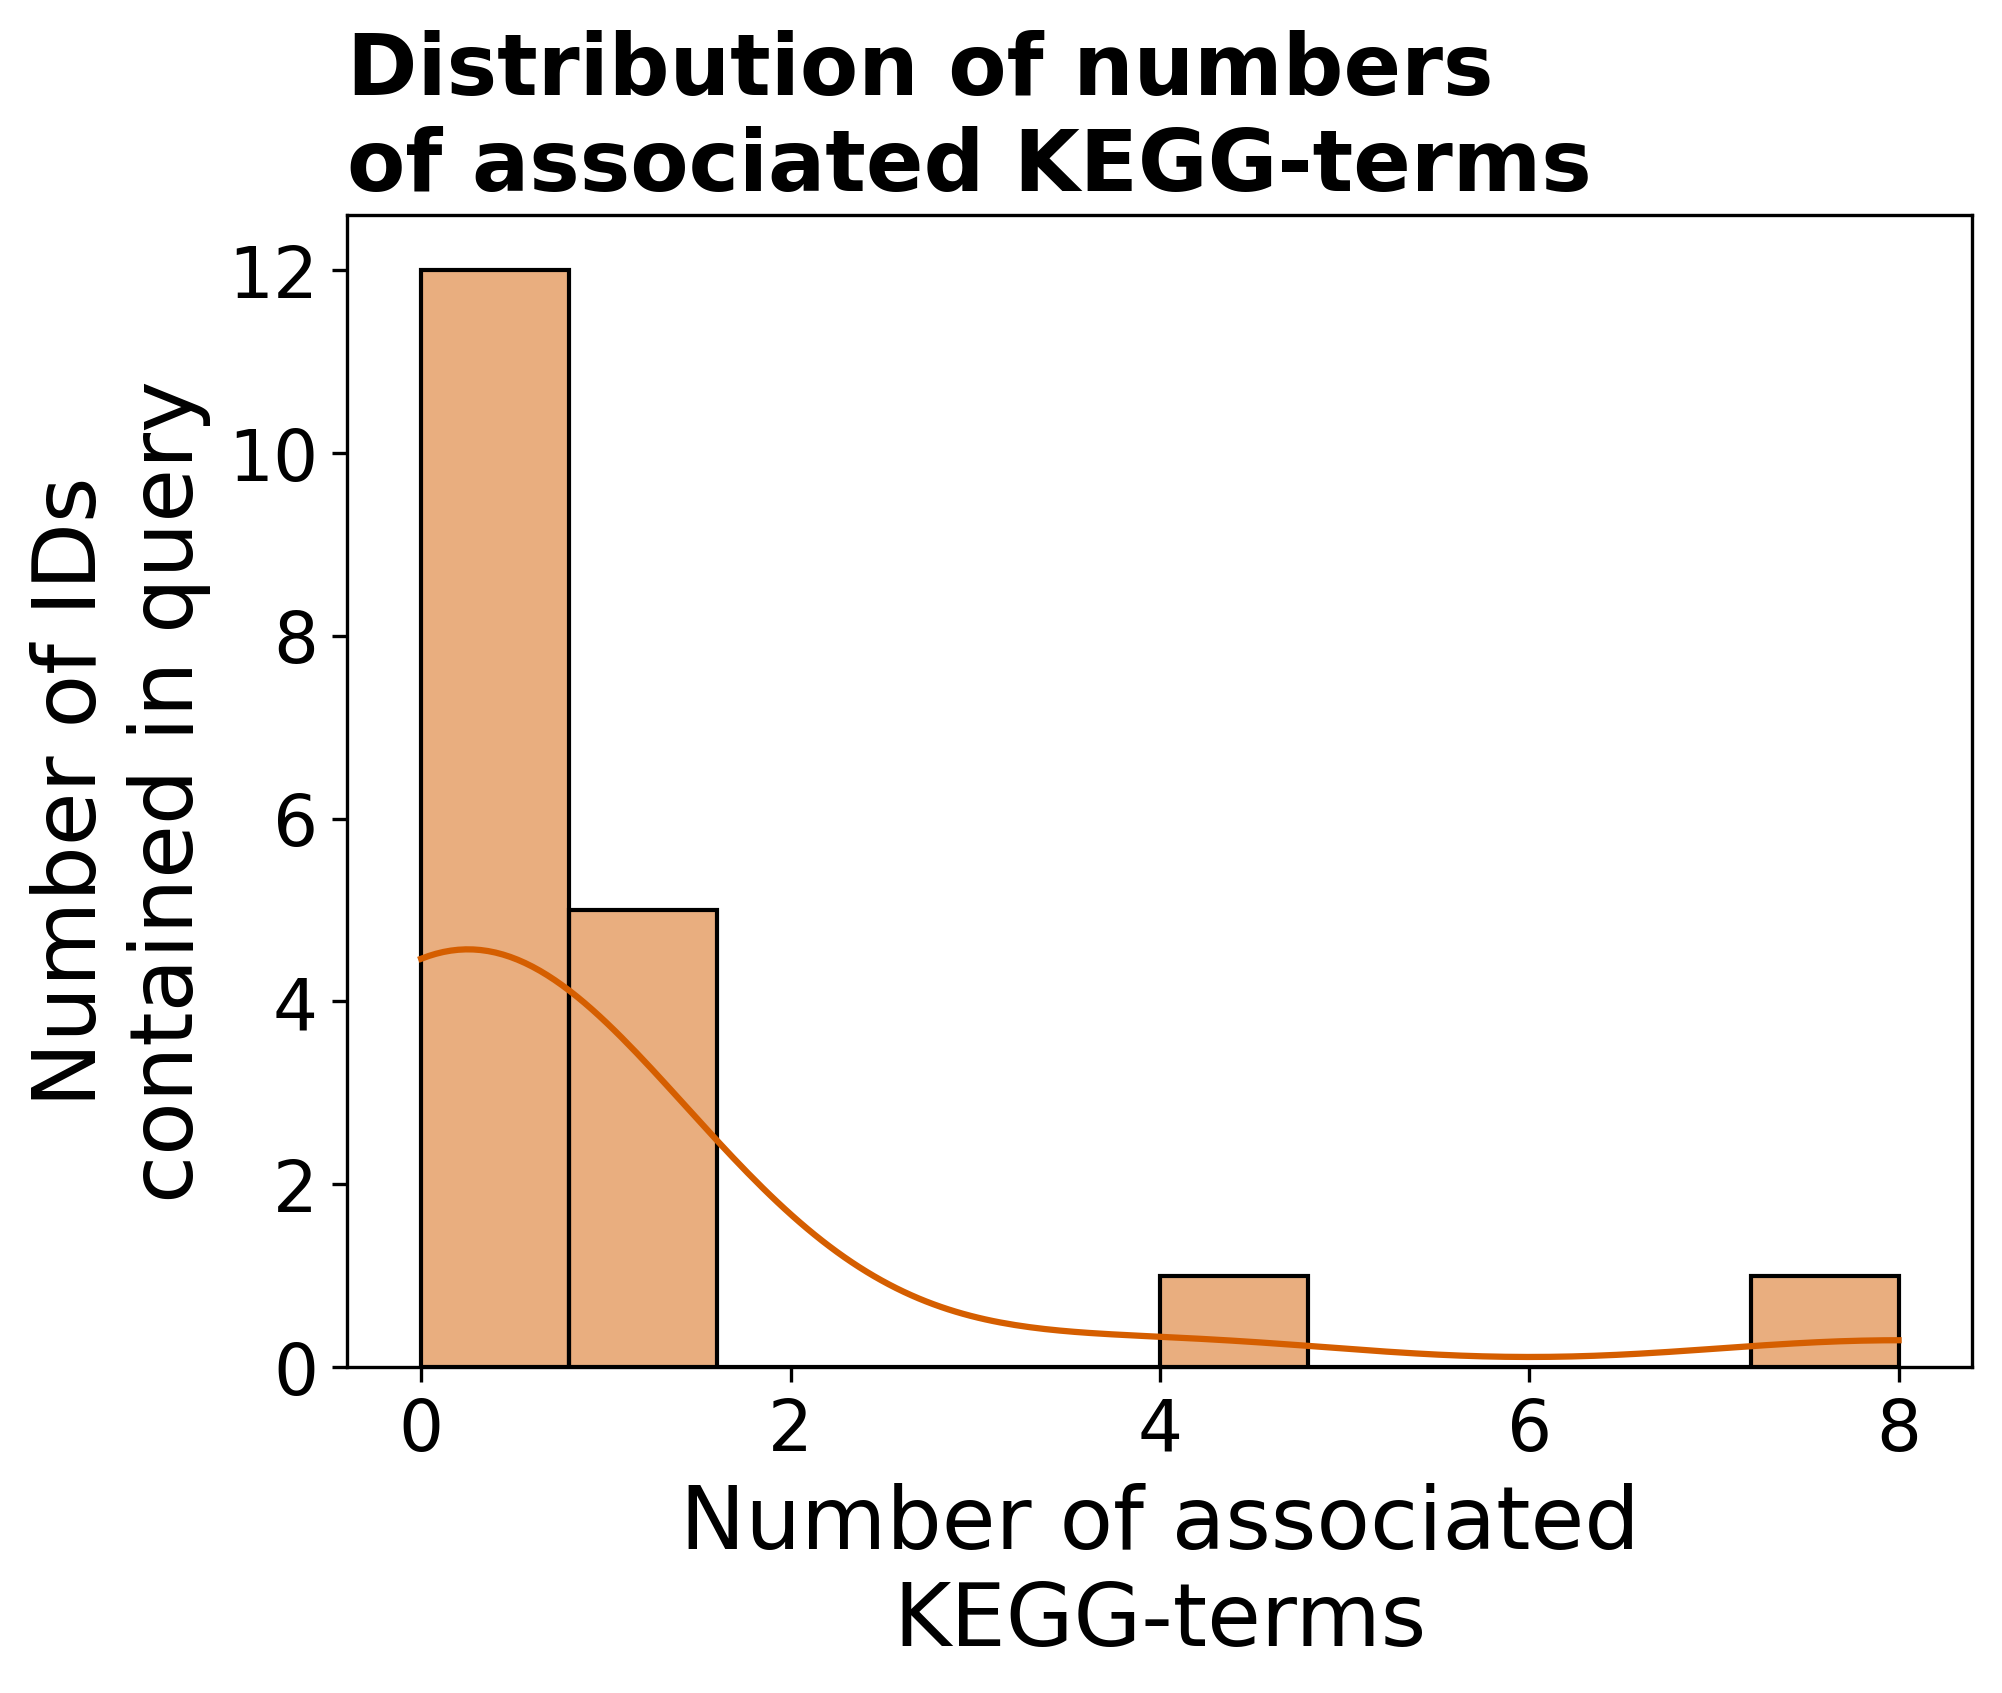 Distribution of numbers
of associated KEGG-terms
Number of IDs
contained in query
12
10
8
6
4
2
0
0 2 4 6 8
Number of associated
KEGG-terms